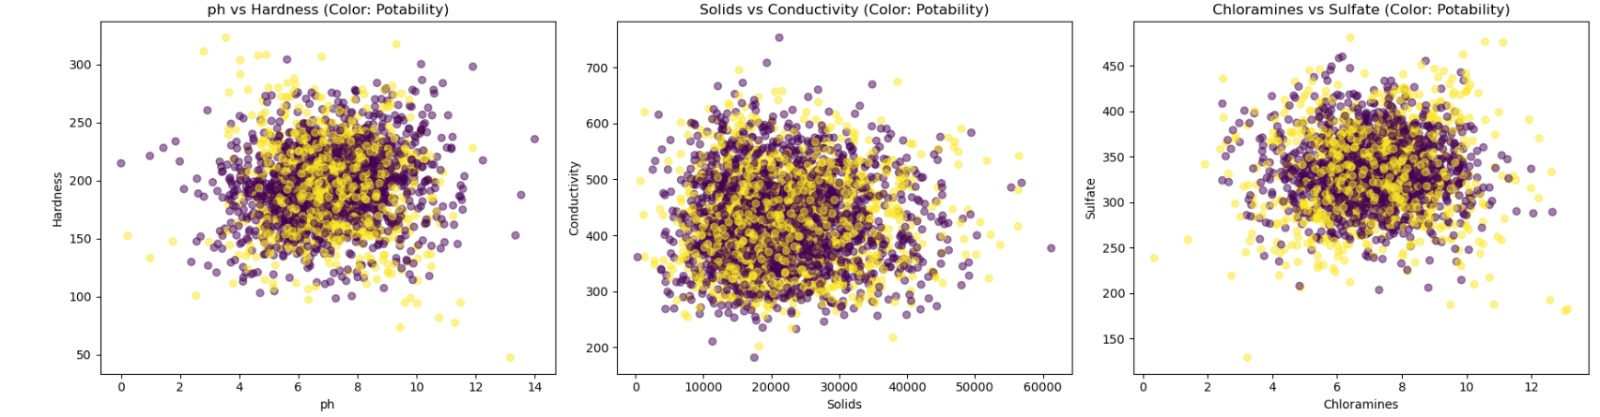 ph vs Hardness (Color: Potability)
Hardness
300
250
200
150
100
50
0 2 4 6 8 10 12 14
ph
Solids vs Conductivity (Color: Potability)
Conductivity
700
600
500
400
300
200
0 10000 20000 30000 40000 50000 60000
Solids
Chloramines vs Sulfate (Color: Potability)
Sulfate
450
400
350
300
250
200
150
0 2 4 6 8 10 12
Chloramines